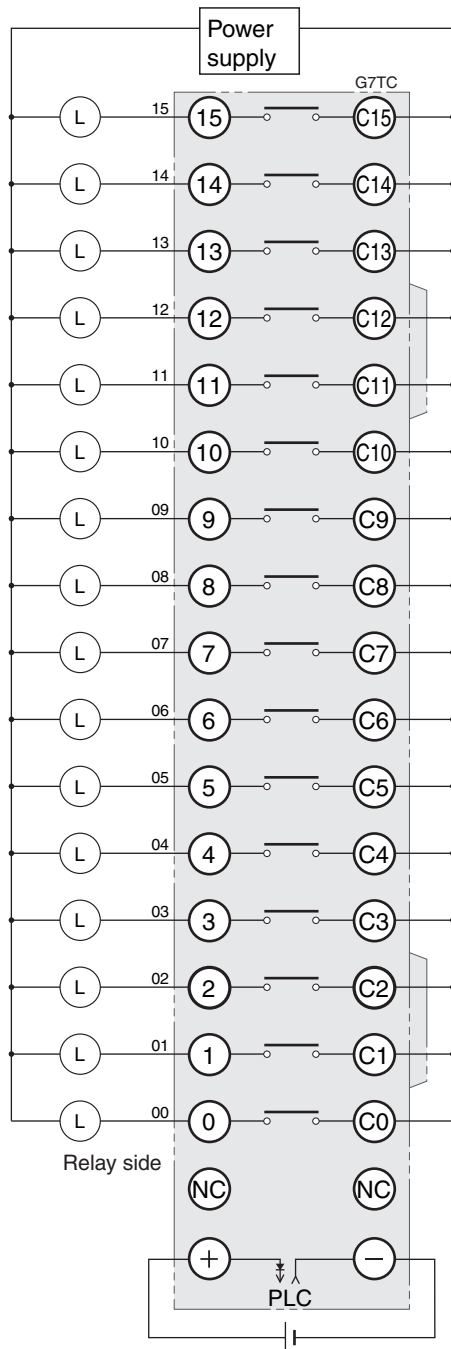 Power
supply
G7TC
L 15 15 C15
L 14 14 C14
L 13 13 C13
L 12 12 C12
L 11 11 C11
L 10 10 C10
L 09 9 C9
L 08 8 C8
L 07 7 C7
L 06 6 C6
L 05 5 C5
L 04 4 C4
L 03 3 C3
L 02 2 C2
L 01 1 C1
L 00 0 C0
Relay side
NC NC
+ −
PLC